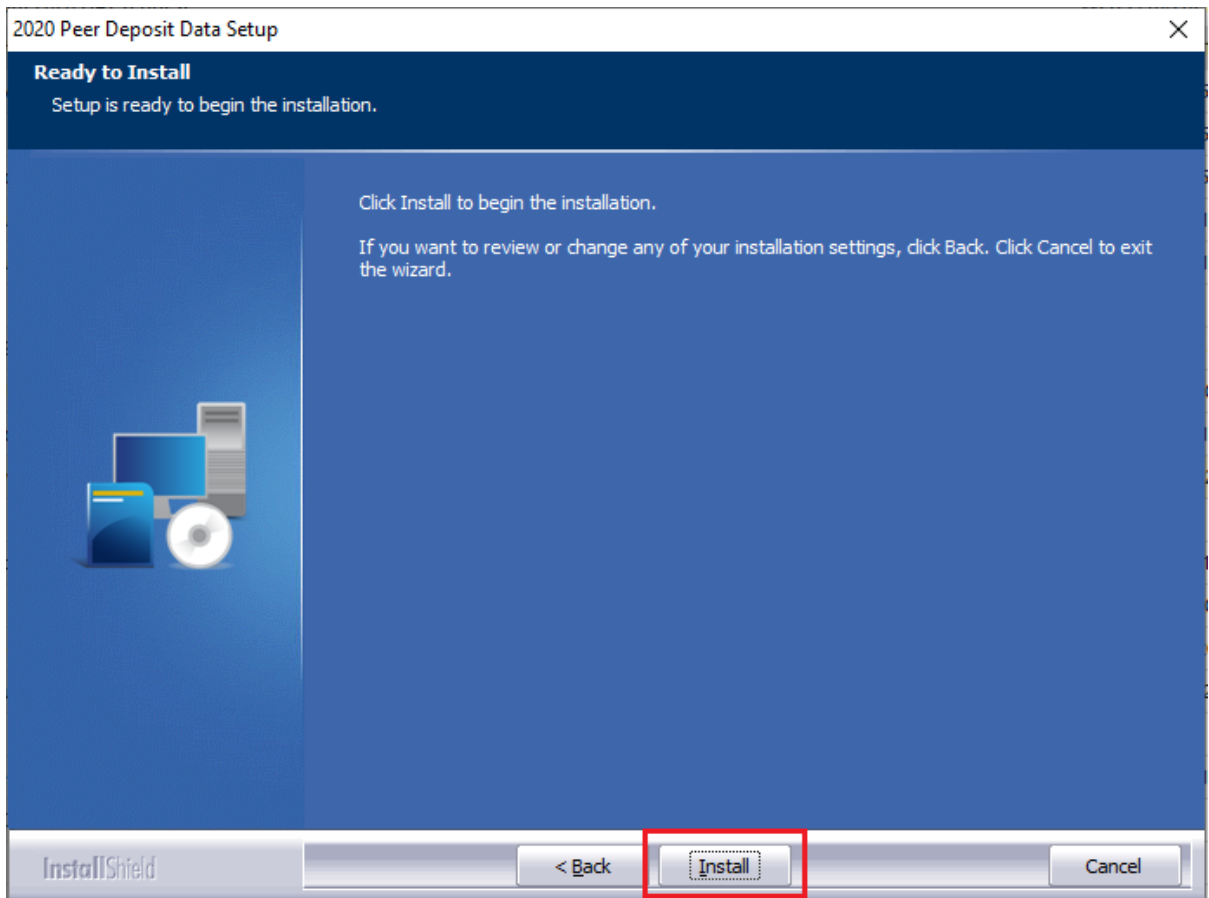 2020 Peer Deposit Data Setup
Ready to Install
Setup is ready to begin the installation.
Click Install to begin the installation.
If you want to review or change any of your installation settings, click Back. Click Cancel to exit
the wizard.
InstallShield
< Back
Install
Cancel